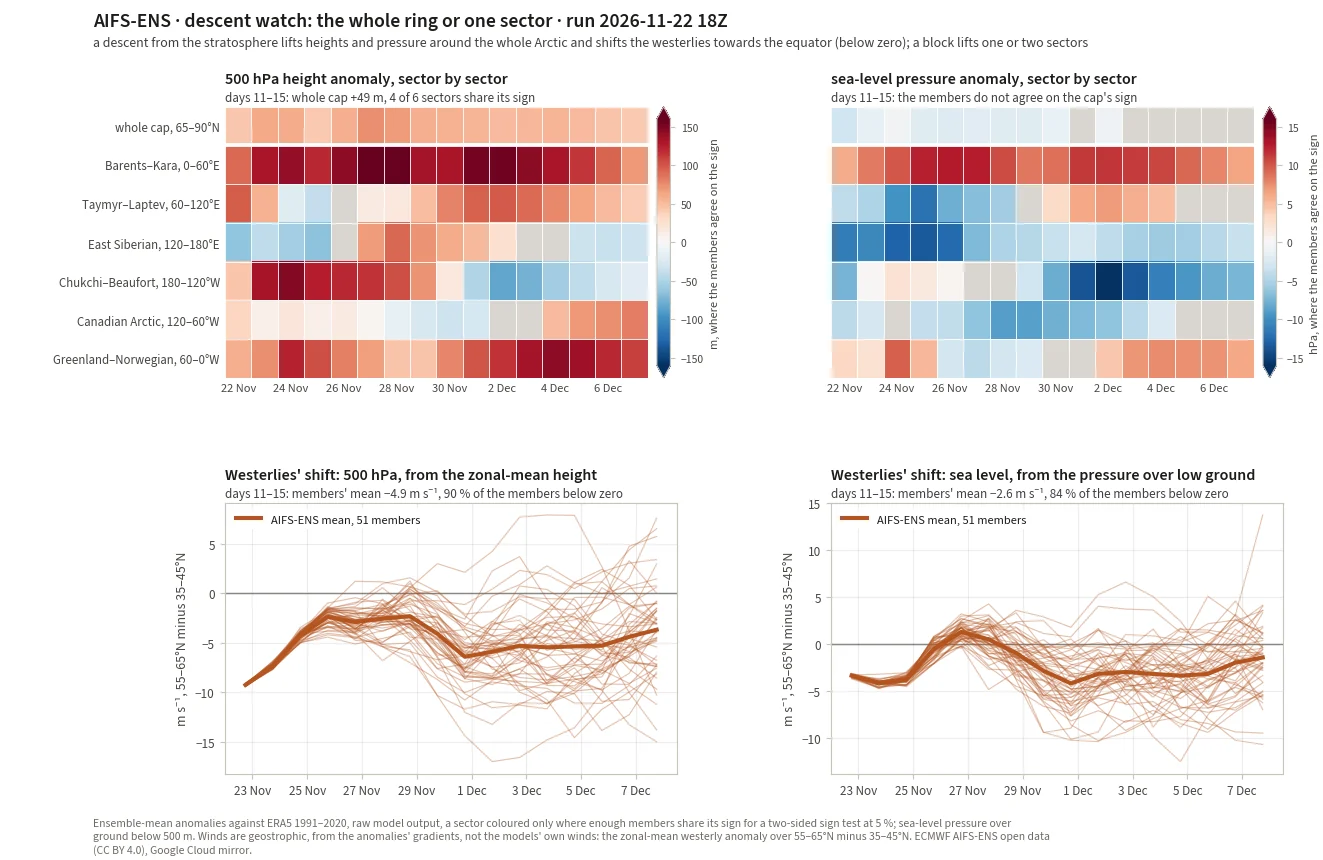 AIFS-ENS · descent watch: the whole ring or one sector · run 2026-11-22 18Z
a descent from the stratosphere lifts heights and pressure around the whole Arctic and shifts the westerlies towards the equator (below zero); a block lifts one or two sectors
500 hPa height anomaly, sector by sector
days 11–15: whole cap +49 m, 4 of 6 sectors share its sign
whole cap, 65–90°N
Barents–Kara, 0–60°E
Taymyr–Laptev, 60–120°E
East Siberian, 120–180°E
Chukchi–Beaufort, 180–120°W
Canadian Arctic, 120–60°W
Greenland–Norwegian, 60–0°W
22 Nov 24 Nov 26 Nov 28 Nov 30 Nov 2 Dec 4 Dec 6 Dec
150
100
50
0
−50
−100
−150
m, where the members agree on the sign
sea-level pressure anomaly, sector by sector
days 11–15: the members do not agree on the cap's sign
22 Nov 24 Nov 26 Nov 28 Nov 30 Nov 2 Dec 4 Dec 6 Dec
15
10
5
0
−5
−10
−15
hPa, where the members agree on the sign
Westerlies' shift: 500 hPa, from the zonal-mean height
days 11–15: members' mean −4.9 m s⁻¹, 90 % of the members below zero
AIFS-ENS mean, 51 members
m s⁻¹, 55–65°N minus 35–45°N
5
0
−5
−10
−15
23 Nov 25 Nov 27 Nov 29 Nov 1 Dec 3 Dec 5 Dec 7 Dec
Westerlies' shift: sea level, from the pressure over low ground
days 11–15: members' mean −2.6 m s⁻¹, 84 % of the members below zero
AIFS-ENS mean, 51 members
m s⁻¹, 55–65°N minus 35–45°N
15
10
5
0
−5
−10
23 Nov 25 Nov 27 Nov 29 Nov 1 Dec 3 Dec 5 Dec 7 Dec
Ensemble-mean anomalies against ERA5 1991–2020, raw model output, a sector coloured only where enough members share its sign for a two-sided sign test at 5 %; sea-level pressure over
ground below 500 m. Winds are geostrophic, from the anomalies' gradients, not the models' own winds: the zonal-mean westerly anomaly over 55–65°N minus 35–45°N. ECMWF AIFS-ENS open data
(CC BY 4.0), Google Cloud mirror.